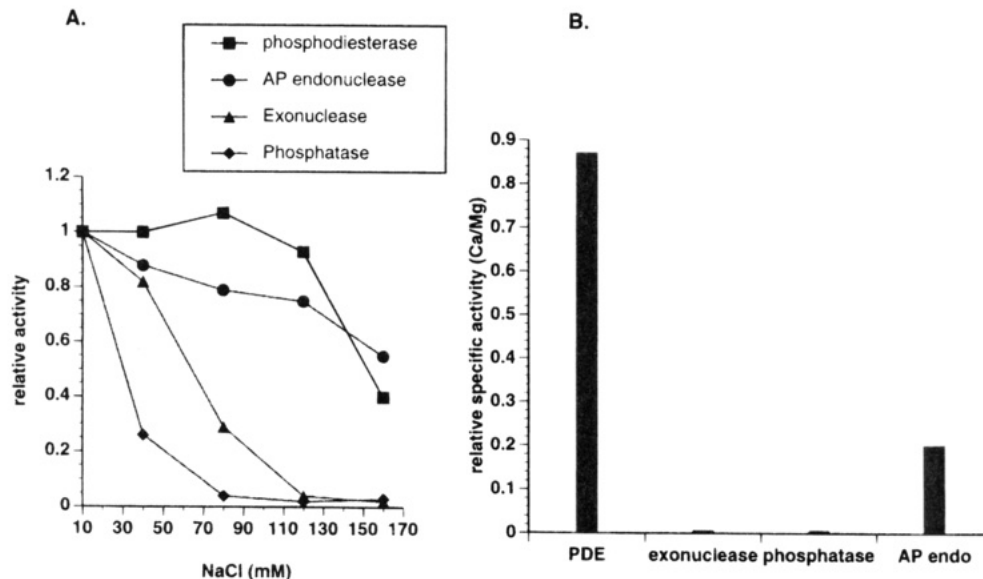 A.
phosphodiesterase
AP endonuclease
Exonuclease
Phosphatase
1.2
1
0.8
0.6
0.4
0.2
0
relative activity
10 30 50 70 90 110 130 150 170
NaCl (mM)
B.
0.9
0.8
0.7
0.6
0.5
0.4
0.3
0.2
0.1
0
relative specific activity (Ca/Mg)
PDE exonuclease phosphatase AP endo